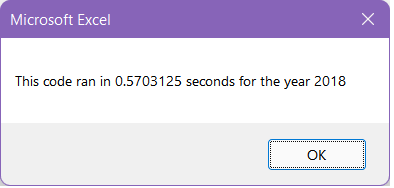 Microsoft Excel
This code ran in 0.5703125 seconds for the year 2018
OK